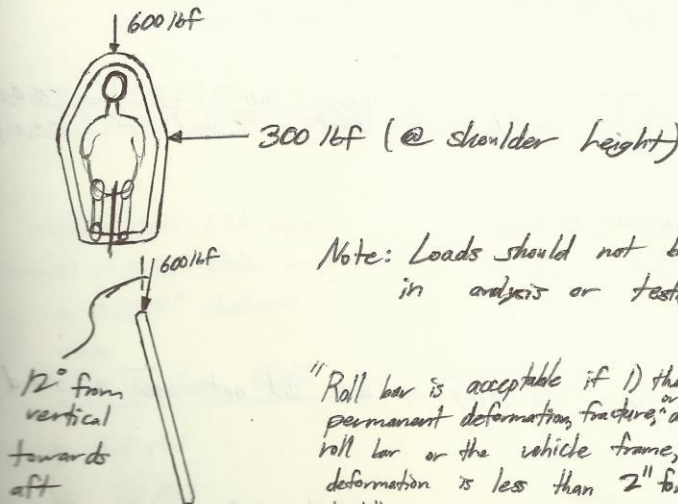 600 lbf
300 lbf (@ shoulder height)
Note: Loads should not b
in analysis or test
600 lbf
12° from
vertical
towards
aft
"Roll bar is acceptable if 1) the
or
permanent deformation, fracture," a
roll bar or the vehicle frame,
deformation is less than 2" fo